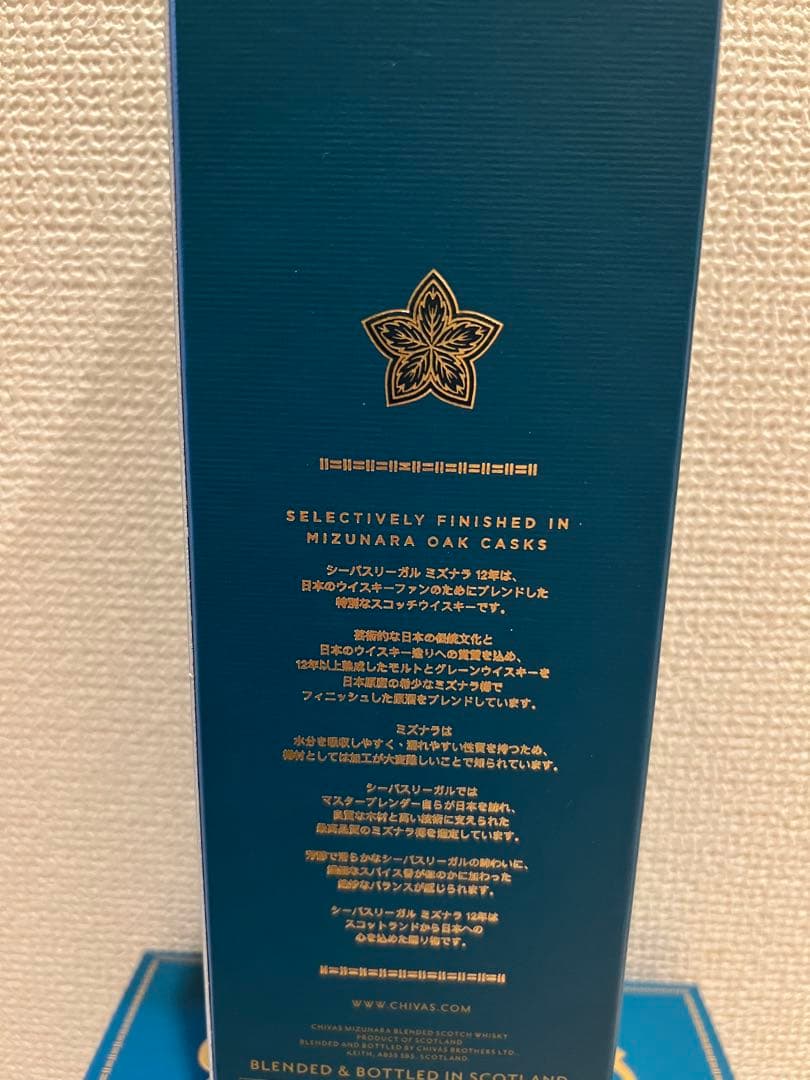 SELECTIVELY FINISHED IN
MIZUNARA OAK CASKS
シーバスリーガル ミズナラ 12年は、
日本のウイスキーファンのためにブレンドした
特別なスコッチウイスキーです。
芸術的な日本の伝統文化と
日本のウイスキー造りへの賞賛を込め、
12年以上熟成したモルトとグレーンウイスキーを
日本原産の希少なミズナラ樽で
フィニッシュした原酒をブレンドしています。
ミズナラは
水分を吸収しやすく、漏れやすい性質を持つため、
樽材としては加工が大変難しいことで知られています。
シーバスリーガルでは
マスターブレンダー自らが日本を訪れ、
良質な木材と高い技術に支えられた
最高品質のミズナラ樽を選定しています。
芳醇で滑らかなシーバスリーガルの味わいに、
繊細なスパイス香がほのかに加わった
絶妙なバランスが感じられます。
シーバスリーガル ミズナラ 12年は
スコットランドから日本への
心を込めた贈り物です。
WWW.CHIVAS.COM
CHIVAS MIZUNARA BLENDED SCOTCH WHISKY
PRODUCT OF SCOTLAND
BLENDED AND BOTTLED BY CHIVAS BROTHERS LTD.,
KEITH, AB55 5BS, SCOTLAND.
BLENDED & BOTTLED IN SCOTLAND